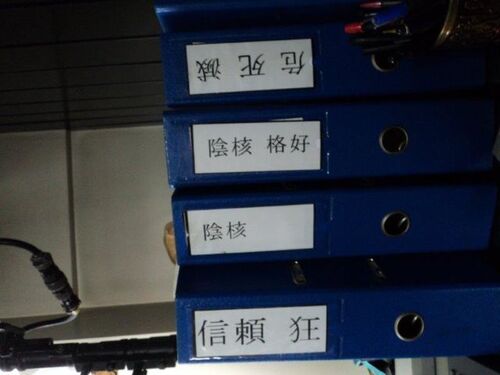 危 死 滅
陰核 格好
陰核
信頼 狂